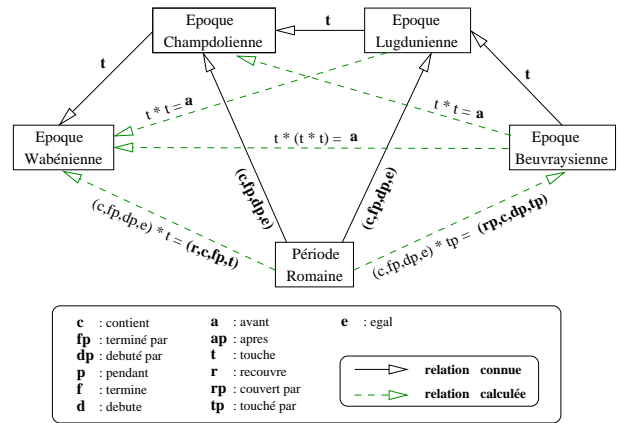 Epoque
Champdolienne
t
Epoque
Lugdunienne
t
t
t * t = a
t * t = a
Epoque
Wabénienne
t * (t * t) = a
Epoque
Beuvraysienne
(c,fp,dp,e)
(c,fp,dp,e)
(c,fp,dp,e) * t = (r,c,fp,t)
Période
Romaine
(c,fp,dp,e) * tp = (rp,c,dp,tp)
c : contient
fp : terminé par
dp : debuté par
p : pendant
f : termine
d : debute
a : avant
ap : apres
t : touche
r : recouvre
rp : couvert par
tp : touché par
e : egal
relation connue
relation calculée